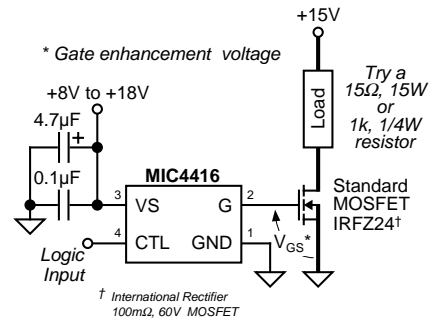 +15V
* Gate enhancement voltage
Try a
15Ω, 15W
or
1k, 1/4W
resistor
Load
+8V to +18V
4.7µF
+
0.1µF
MIC4416
3 VS G 2
4 CTL GND 1
Logic
Input
VGS*
–
Standard
MOSFET
IRFZ24†
† International Rectifier
100mΩ, 60V MOSFET